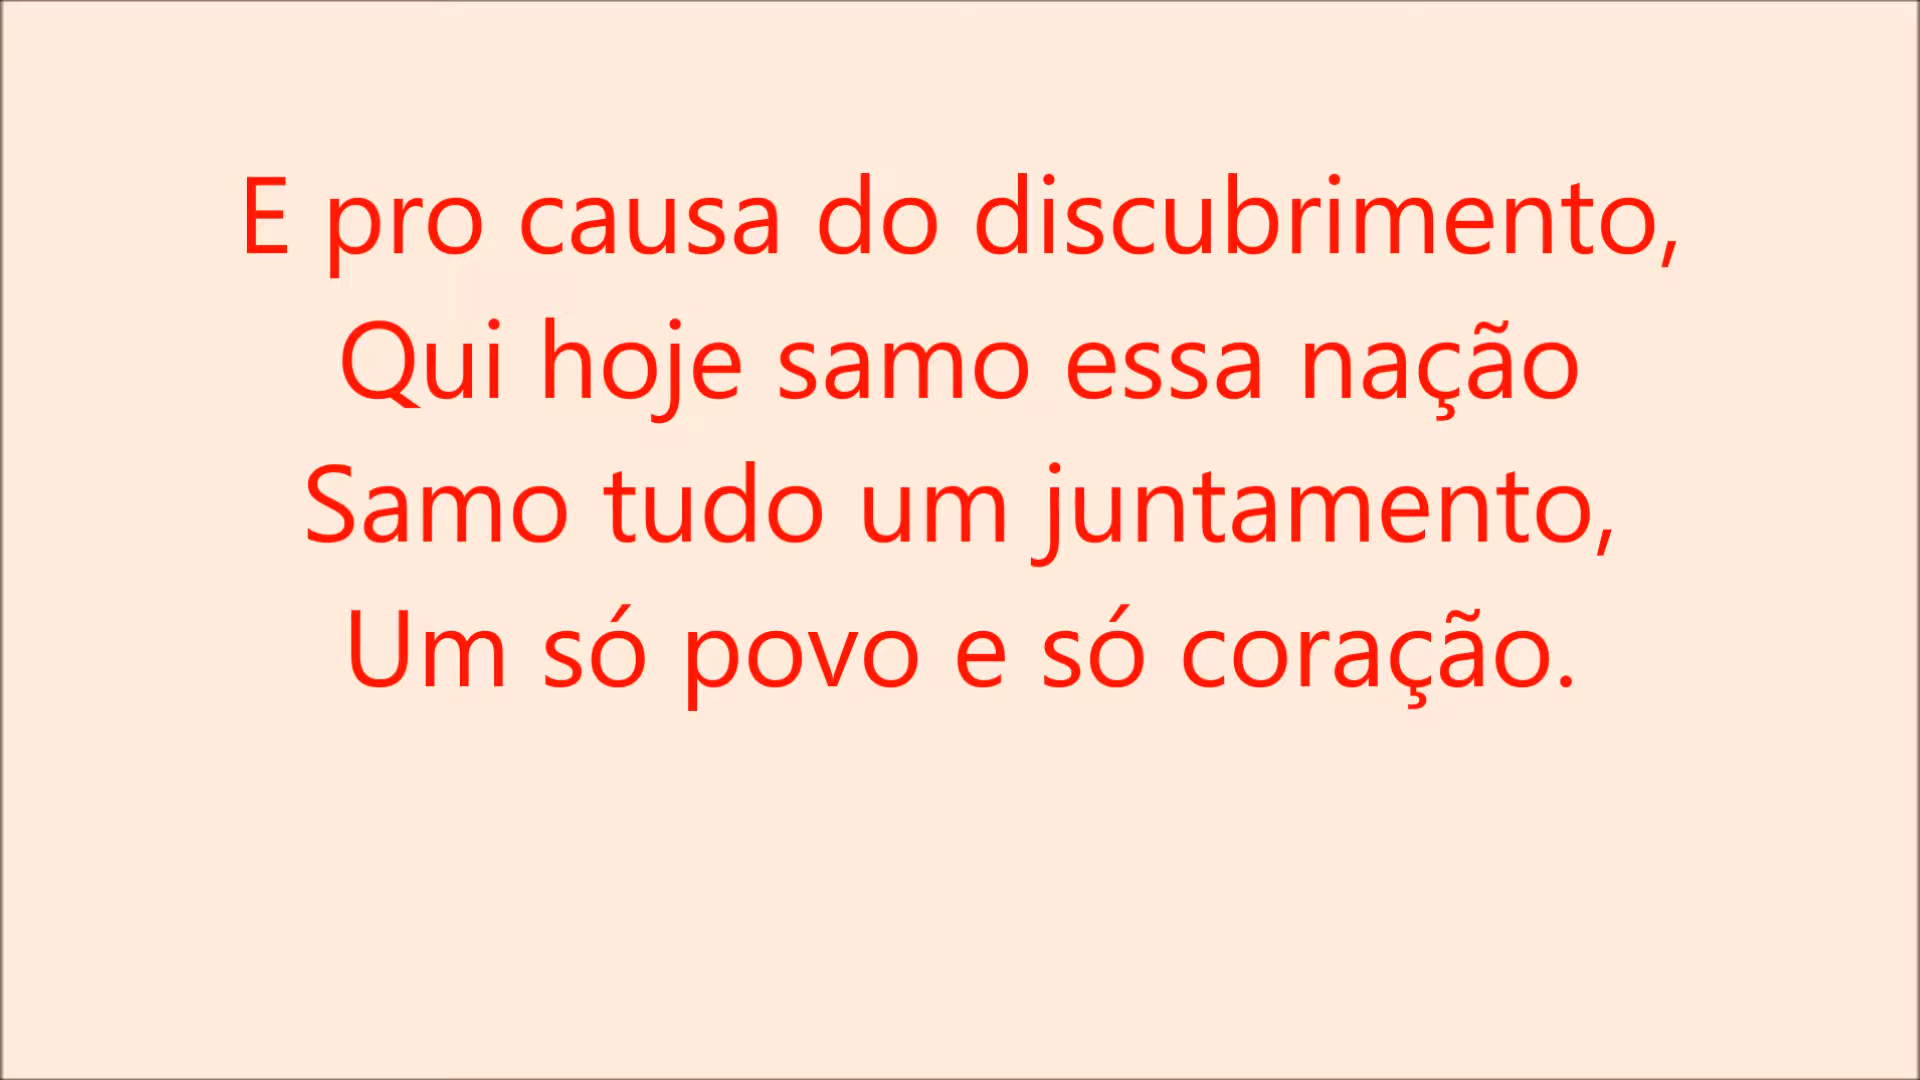 E pro causa do discubrimento,
Qui hoje samo essa nação
Samo tudo um juntamento,
Um só povo e só coração.